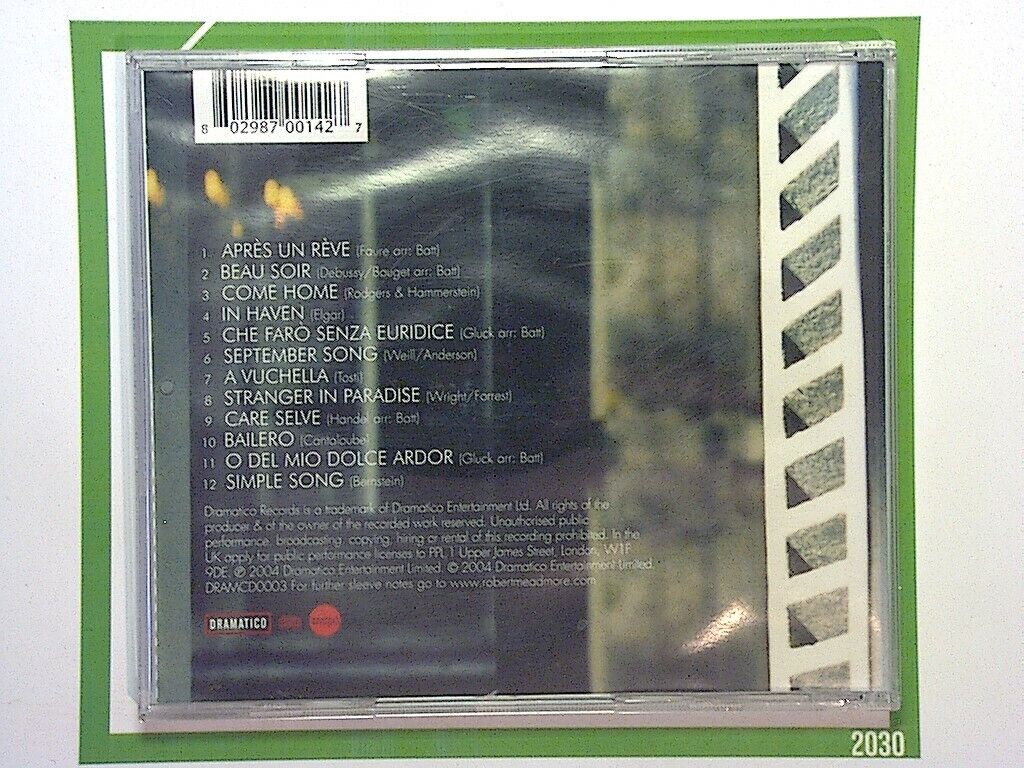 8 02987 00142 7
1 APRÈS UN RÊVE (Faure arr: Batt)
2 BEAU SOIR (Debussy/Bouget arr: Batt)
3 COME HOME (Rodgers & Hammerstein)
4 IN HAVEN (Elgar)
5 CHE FARO SENZA EURIDICE (Gluck arr: Batt)
6 SEPTEMBER SONG (Weill/Anderson)
7 A VUCHELLA (Tosti)
8 STRANGER IN PARADISE (Wright/Forrest)
9 CARE SELVE (Handel arr: Batt)
10 BAILERO (Cantaloube)
11 O DEL MIO DOLCE ARDOR (Gluck arr: Batt)
12 SIMPLE SONG (Bernstein)
Dramatico Records is a trademark of Dramatico Entertainment Ltd. All rights of the
producer & of the owner of the recorded work reserved. Unauthorised public
performance, broadcasting, copying, hiring or rental of this recording prohibited. In the
UK apply for public performance licenses to PPL 1 Upper James Street, London, W1F
9DE ℗ 2004 Dramatico Entertainment Limited. © 2004 Dramatico Entertainment Limited.
DRAMCD0003 For further sleeve notes go to www.robertmeadmore.com
DRAMATICO
2030